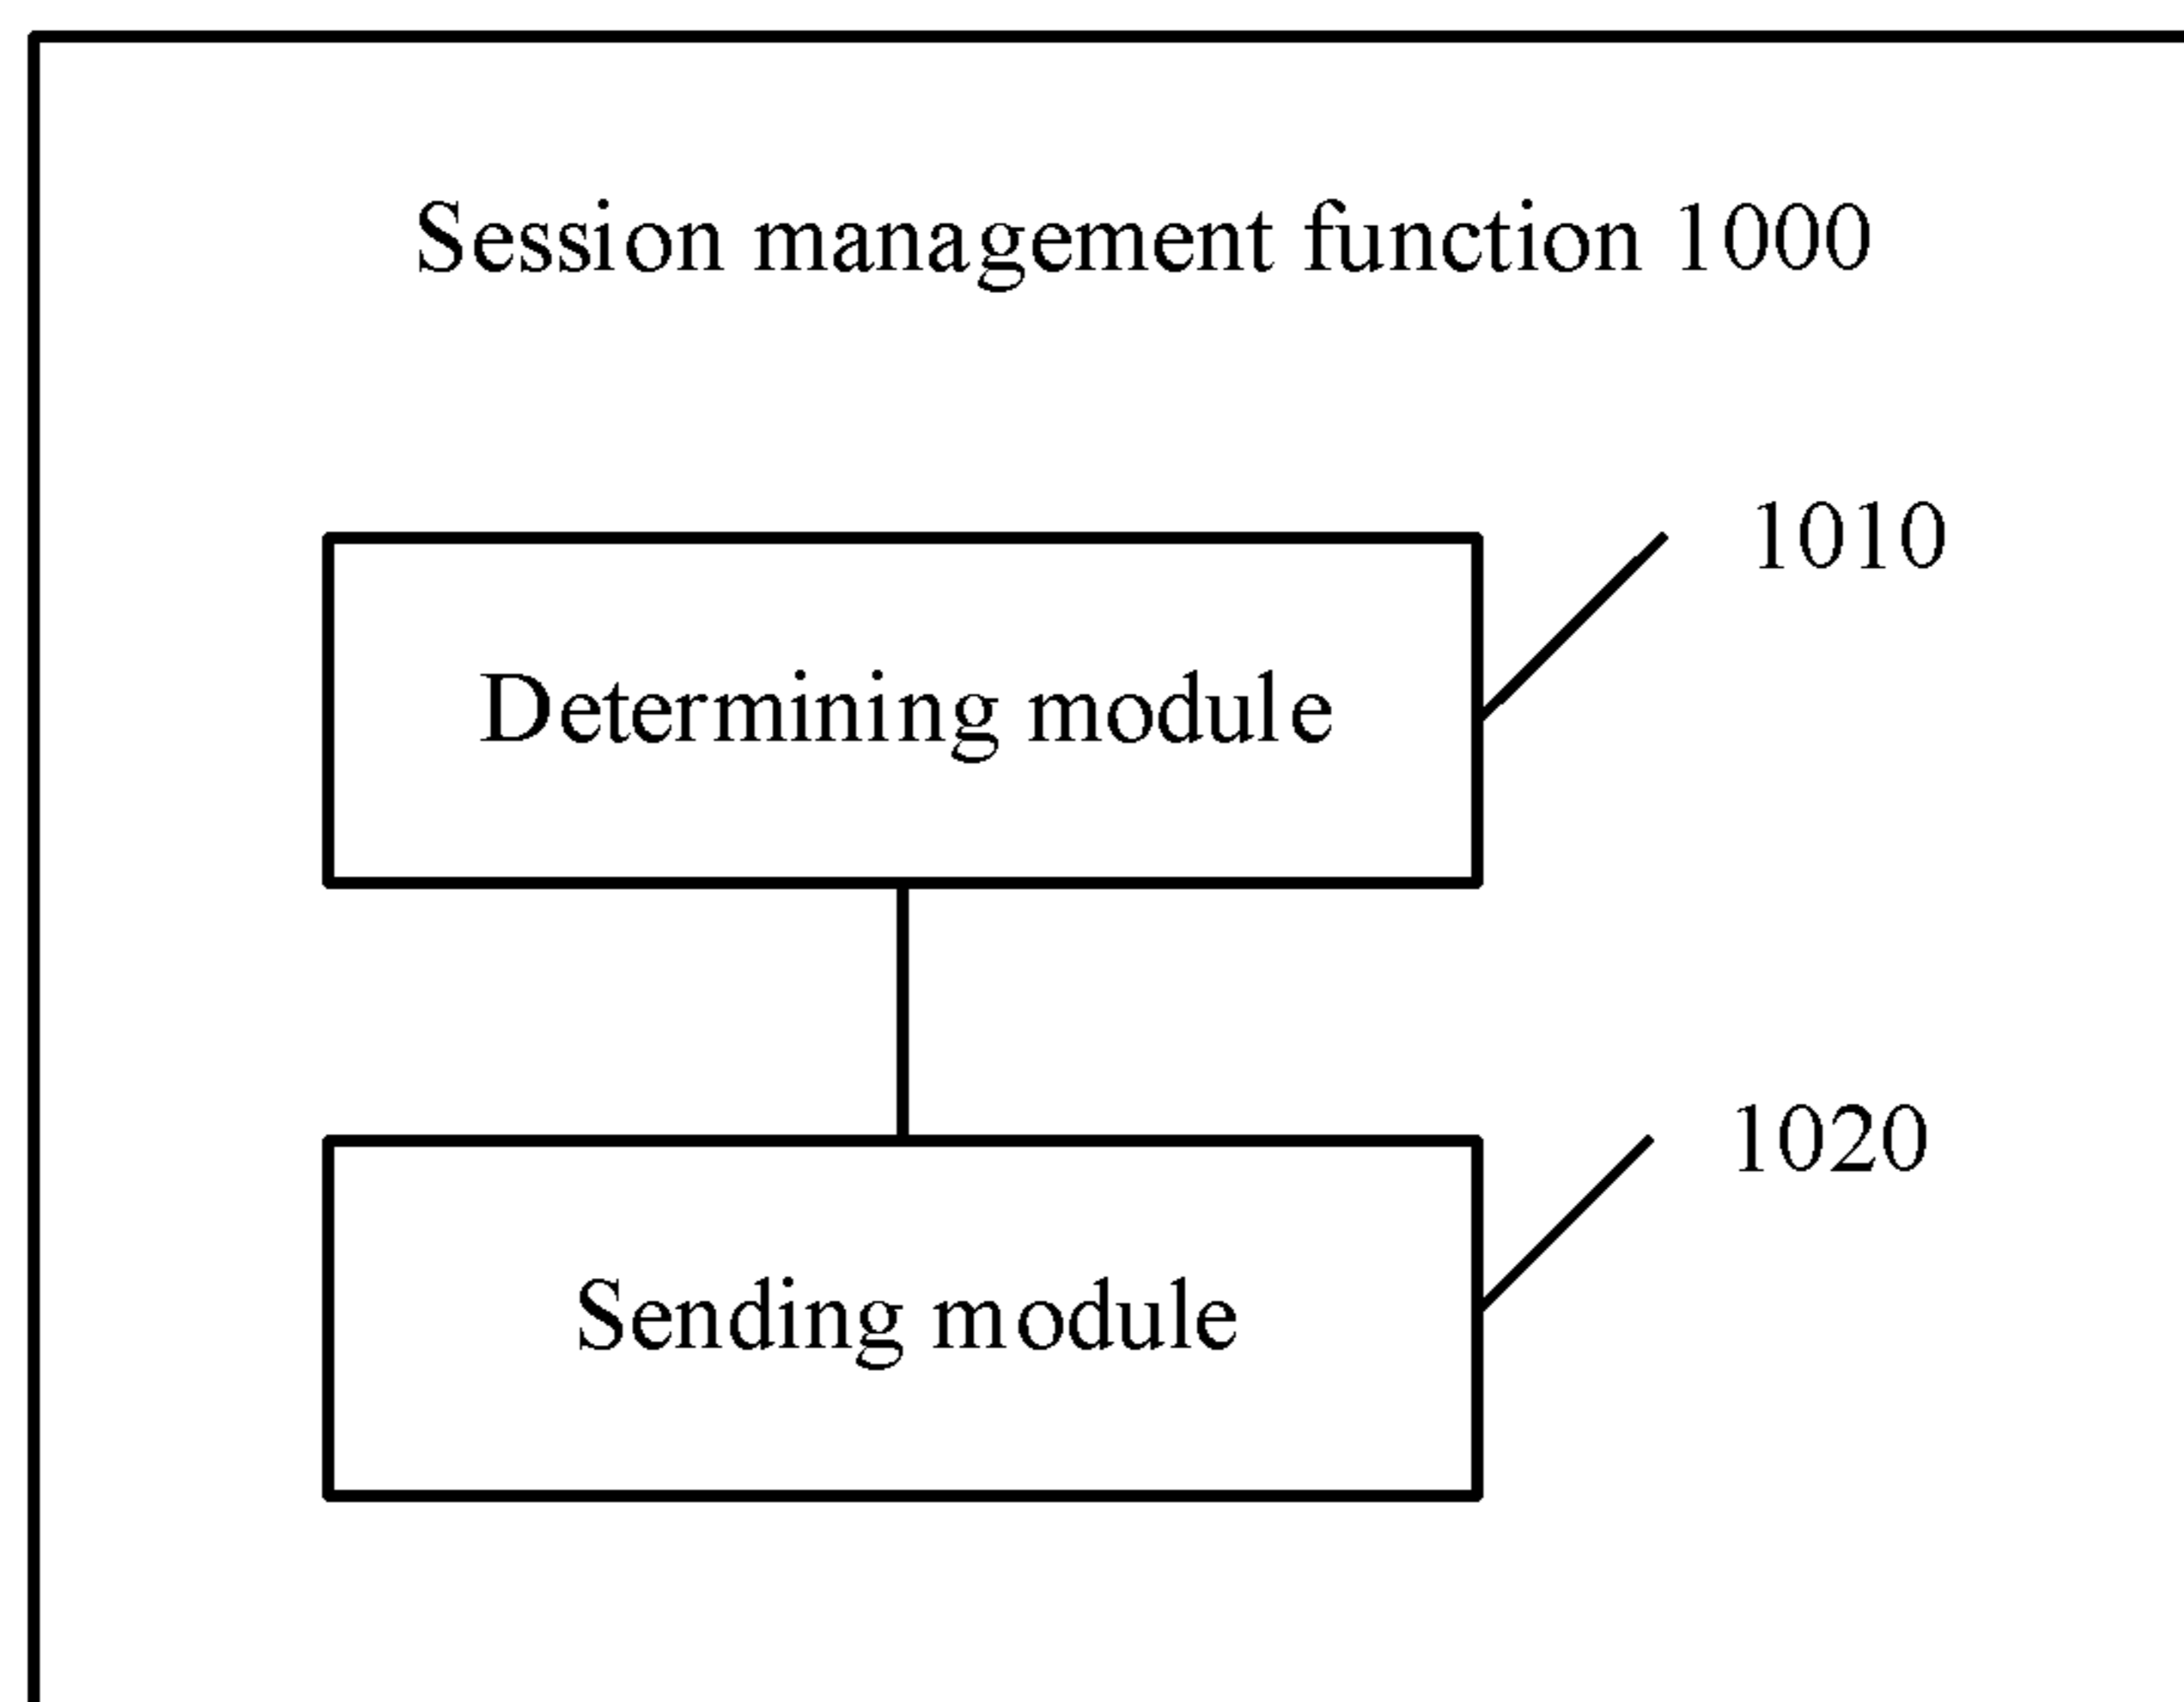 Session management function 1000
1010
Determining module
1020
Sending module